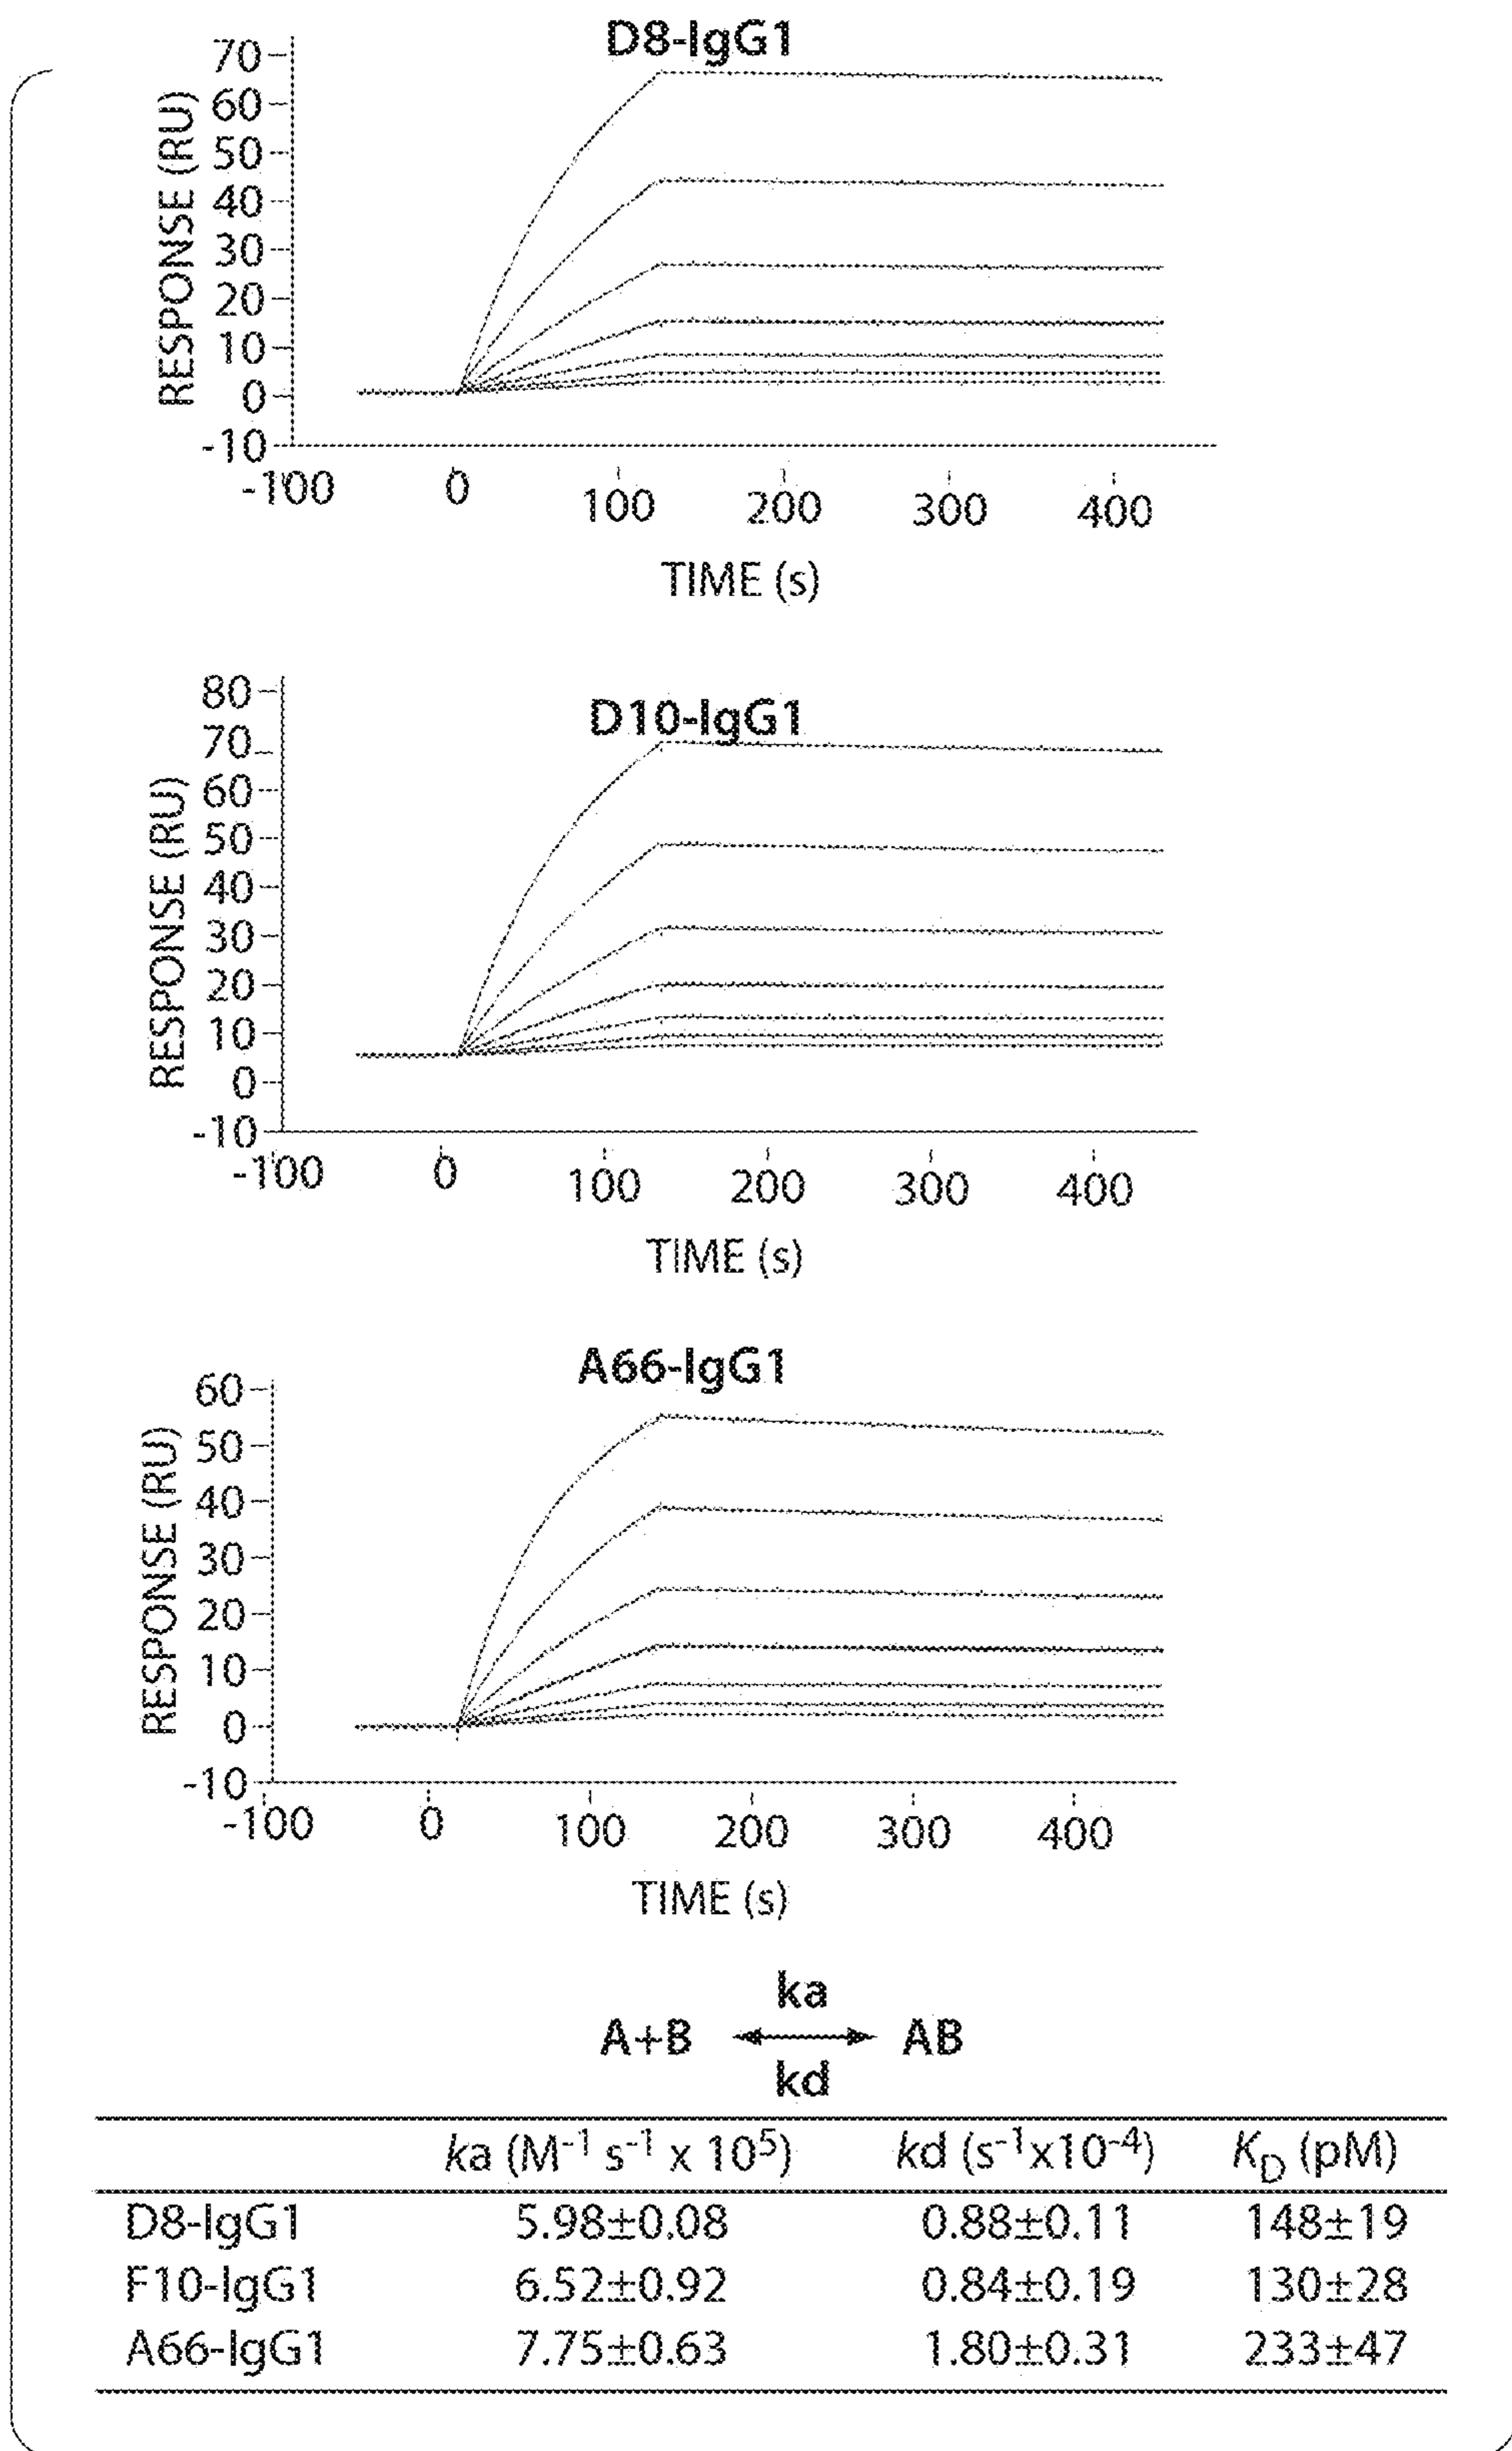 D8-IgG1
RESPONSE (RU)
70
60
50
40
30
20
10
0
-10
-100 0 100 200 300 400
TIME (s)
D10-IgG1
RESPONSE (RU)
80
70
60
50
40
30
20
10
0
-10
-100 0 100 200 300 400
TIME (s)
A66-IgG1
RESPONSE (RU)
60
50
40
30
20
10
0
-10
-100 0 100 200 300 400
TIME (s)
ka
A+B AB
kd
ka (M⁻¹ s⁻¹ x 10⁵) kd (s⁻¹x10⁻⁴) K_D (pM)
D8-IgG1 5.98±0.08 0.88±0.11 148±19
F10-IgG1 6.52±0.92 0.84±0.19 130±28
A66-IgG1 7.75±0.63 1.80±0.31 233±47